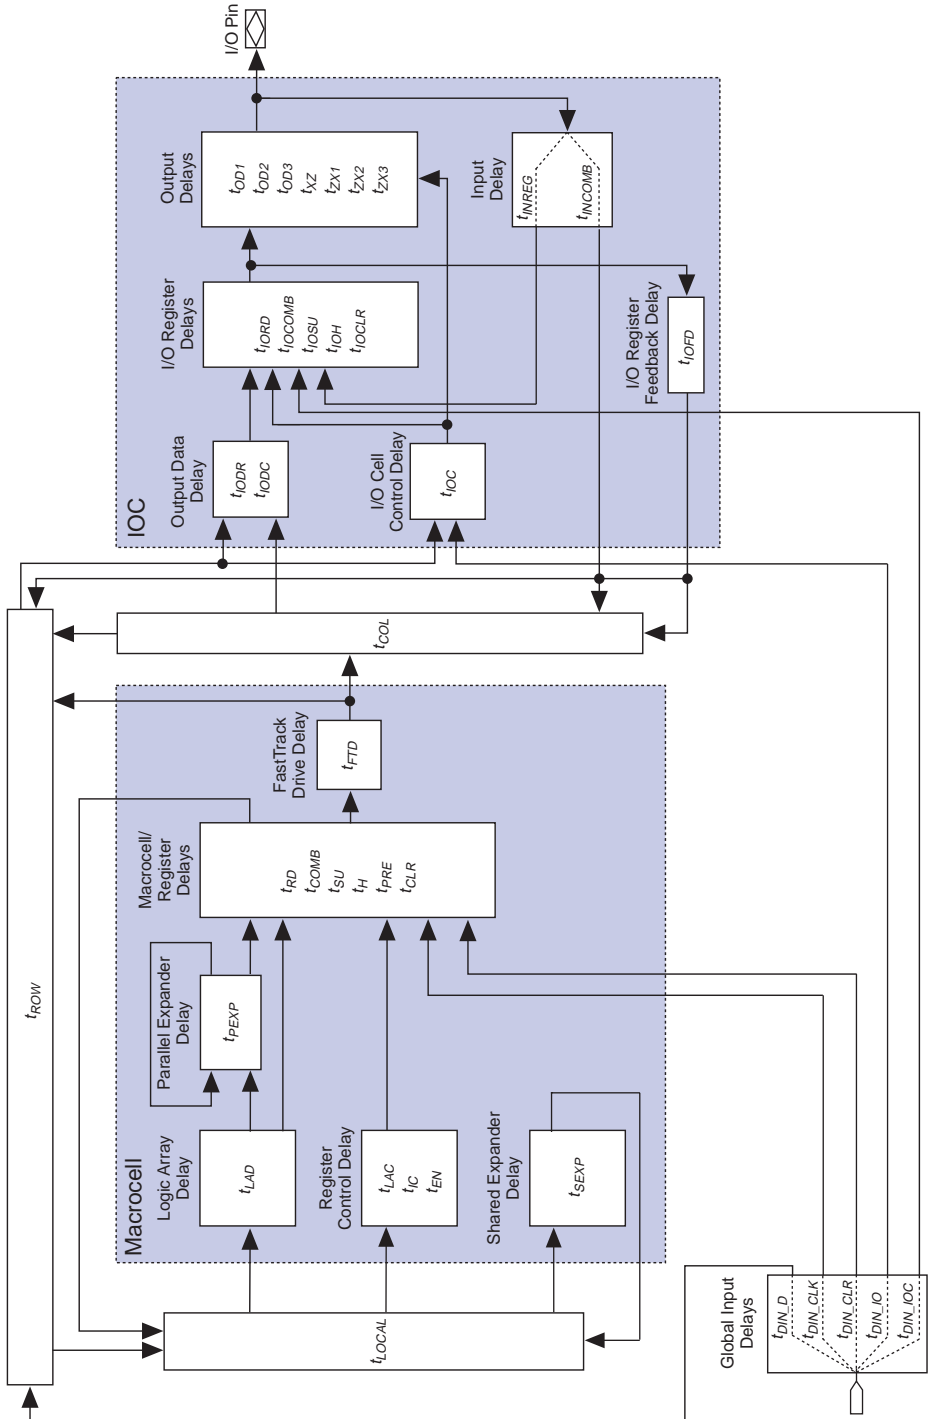 I/O Pin
IOC
Output
Delays
tOD1
tOD2
tOD3
tXZ
tZX1
tZX2
tZX3
Input
Delay
tINREG
tINCOMB
I/O Register
Delays
tIORD
tIOCOMB
tIOSU
tIOH
tIOCLR
I/O Register
Feedback Delay
tIOFD
Output Data
Delay
tIODR
tIODC
I/O Cell
Control Delay
tIOC
tCOL
tROW
Macrocell
FastTrack
Drive Delay
tFTD
Macrocell/
Register
Delays
tRD
tCOMB
tSU
tH
tPRE
tCLR
Parallel Expander
Delay
tPEXP
Logic Array
Delay
tLAD
Register
Control Delay
tLAC
tIC
tEN
Shared Expander
Delay
tSEXP
tLOCAL
Global Input
Delays
tDIN_D
tDIN_CLK
tDIN_CLR
tDIN_IO
tDIN_IOC